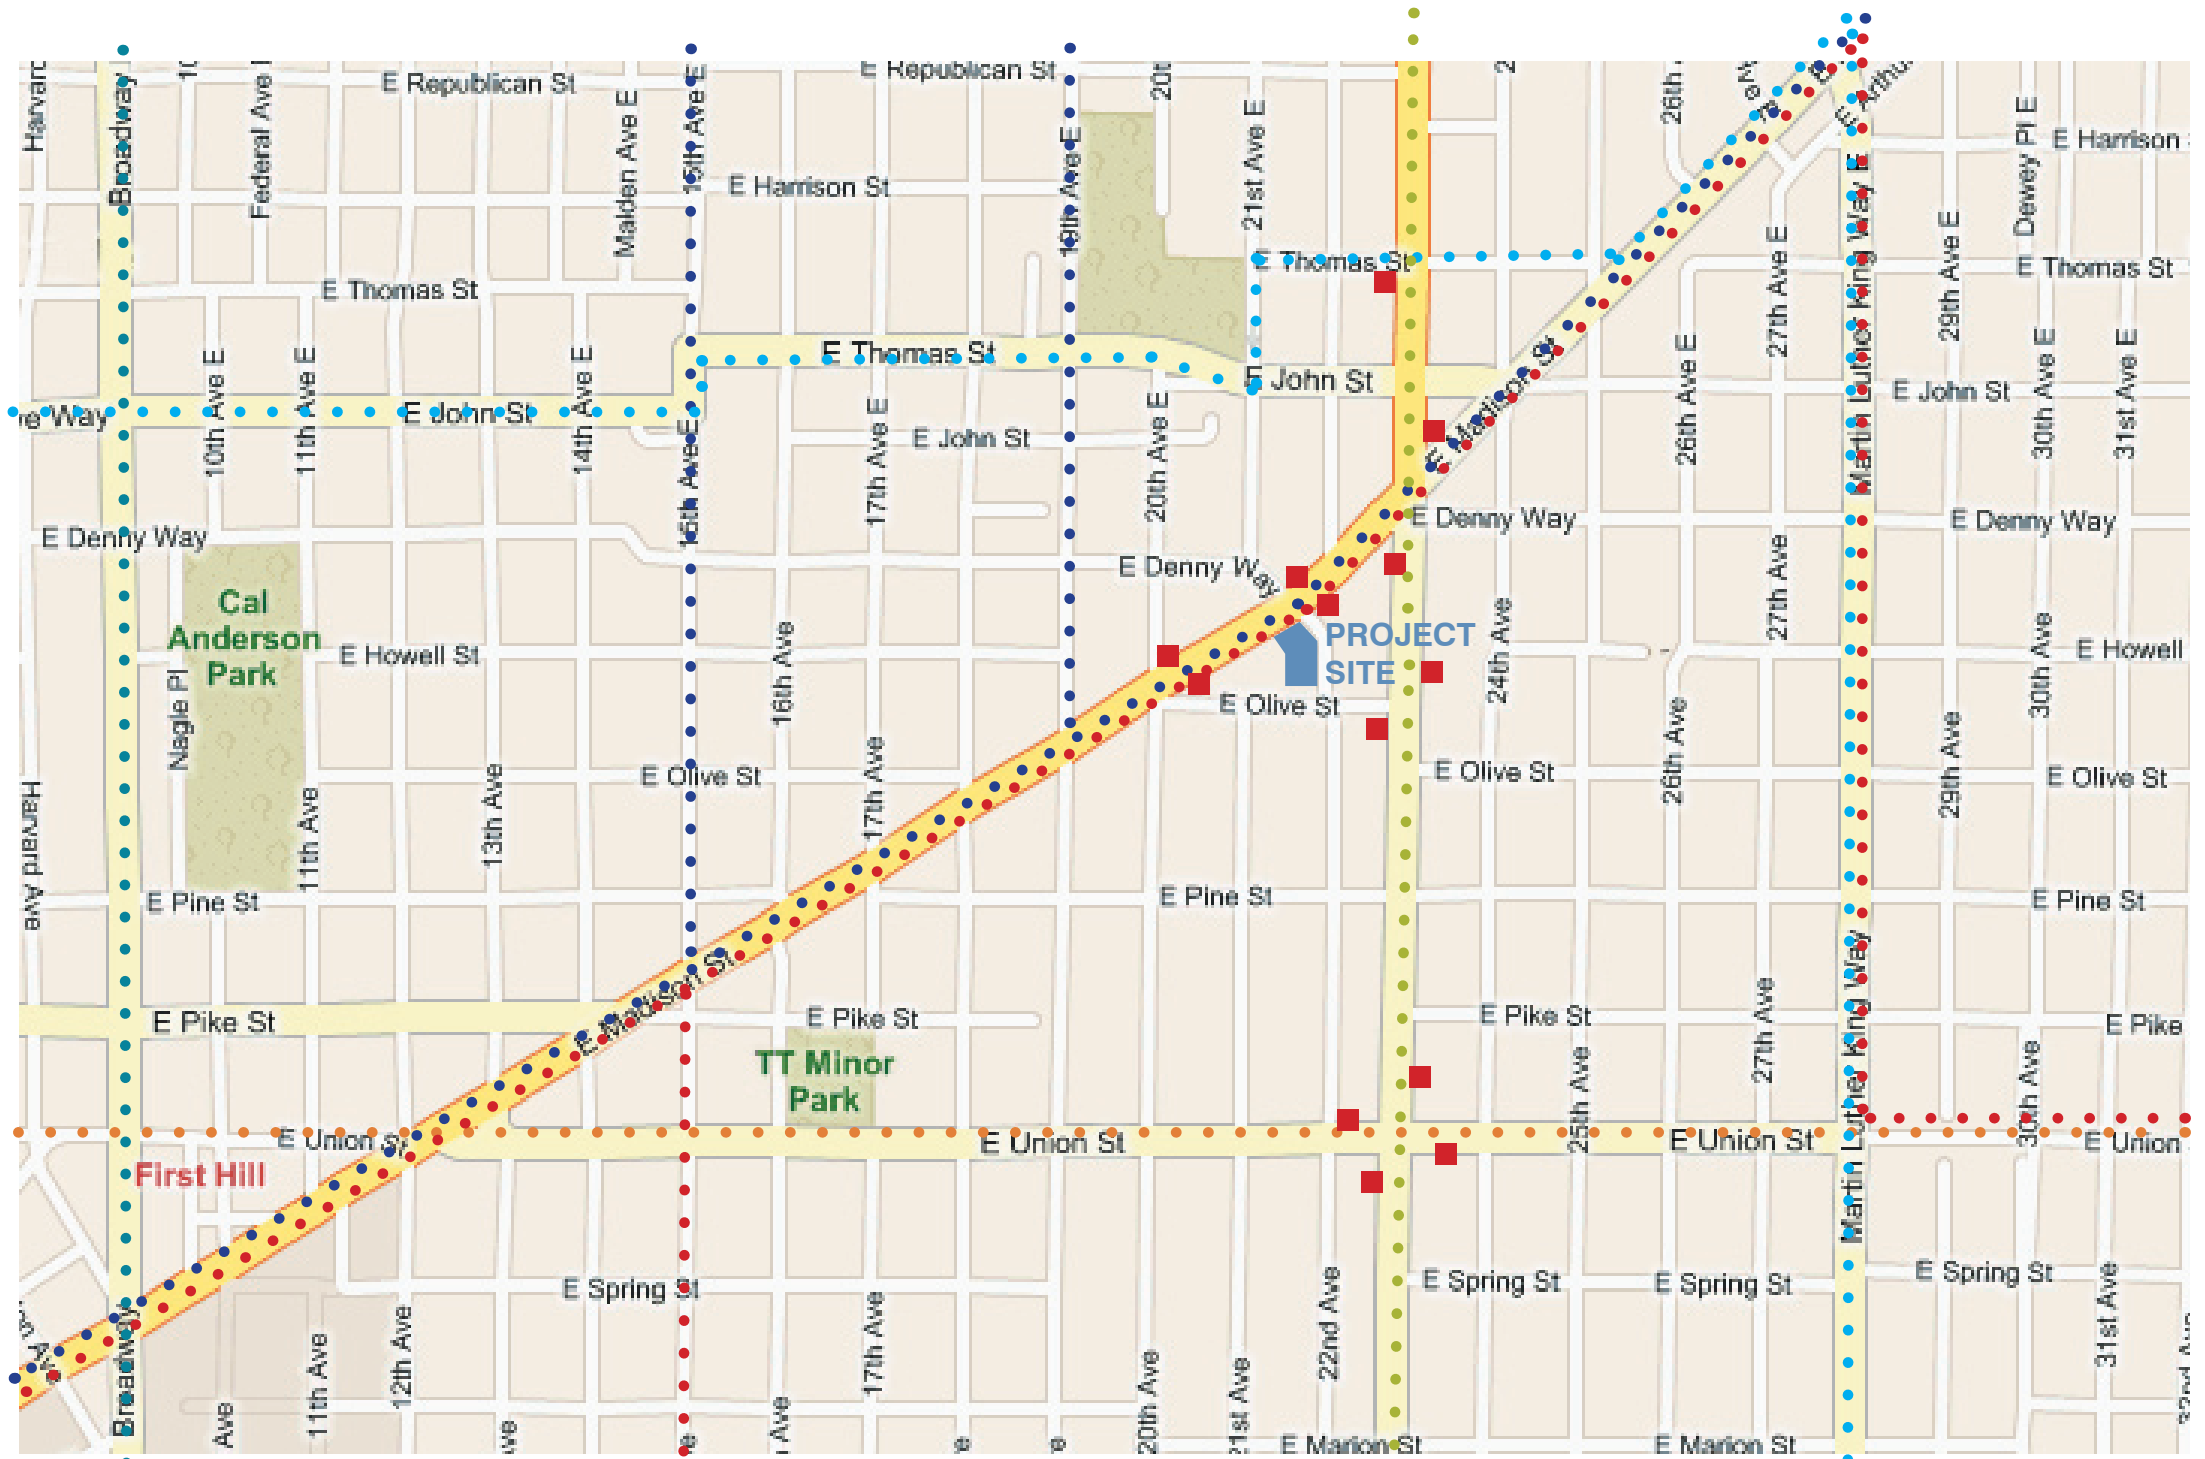 E Republican St
E Republican St
Harvard
Broadway
Federal Ave
Malden Ave E
15th Ave E
19th Ave E
20t
21st Ave E
26th
E Arthur
Dewey Pl E
E Harrison
E Harrison St
E Thomas St
E Thomas St
E Thomas St
27th Ave E
29th Ave E
Martin Luther King Way E
E Thomas St
E John St
E John St
E Madison St
10th Ave E
11th Ave E
14th Ave E
E John St
E John St
16th Ave E
17th Ave E
20th Ave E
26th Ave E
30th Ave E
31st Ave E
E Denny Way
E Denny Way
E Denny Way
E Denny Way
Cal
Anderson
Park
E Howell St
Nagle Pl
16th Ave
PROJECT
SITE
24th Ave
27th Ave
30th Ave
E Howell
E Olive St
E Olive St
E Olive St
E Olive St
Harvard Ave
11th Ave
13th Ave
17th Ave
26th Ave
29th Ave
E Pine St
E Pine St
E Pine St
E Madison St
E Pike St
E Pike St
E Pike St
E Pike
TT Minor
Park
25th Ave
27th Ave
Martin Luther King Way
30th Ave
E Union St
E Union St
E Union St
E Union
First Hill
E Spring St
E Spring St
E Spring St
E Spring St
Broadway
Ave
11th Ave
12th Ave
17th Ave
Ave
20th Ave
21st Ave
22nd Ave
31st Ave
E Marion St
E Marion St